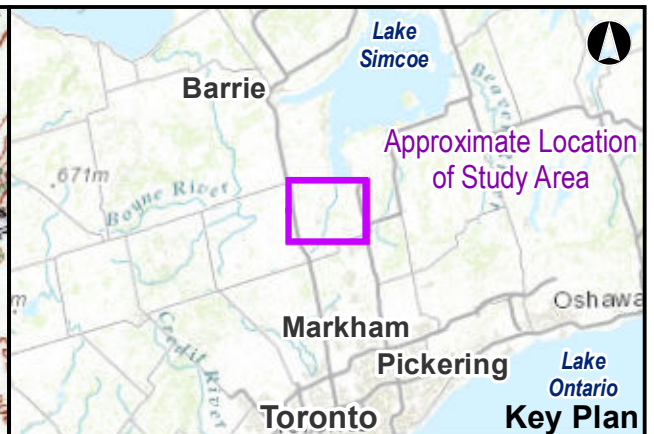 Lake
Simcoe
Barrie
Approximate Location
of Study Area
671m
Boyne River
m
Oshawa
Markham
Credit River
Pickering
Lake
Ontario
Toronto
Key Plan